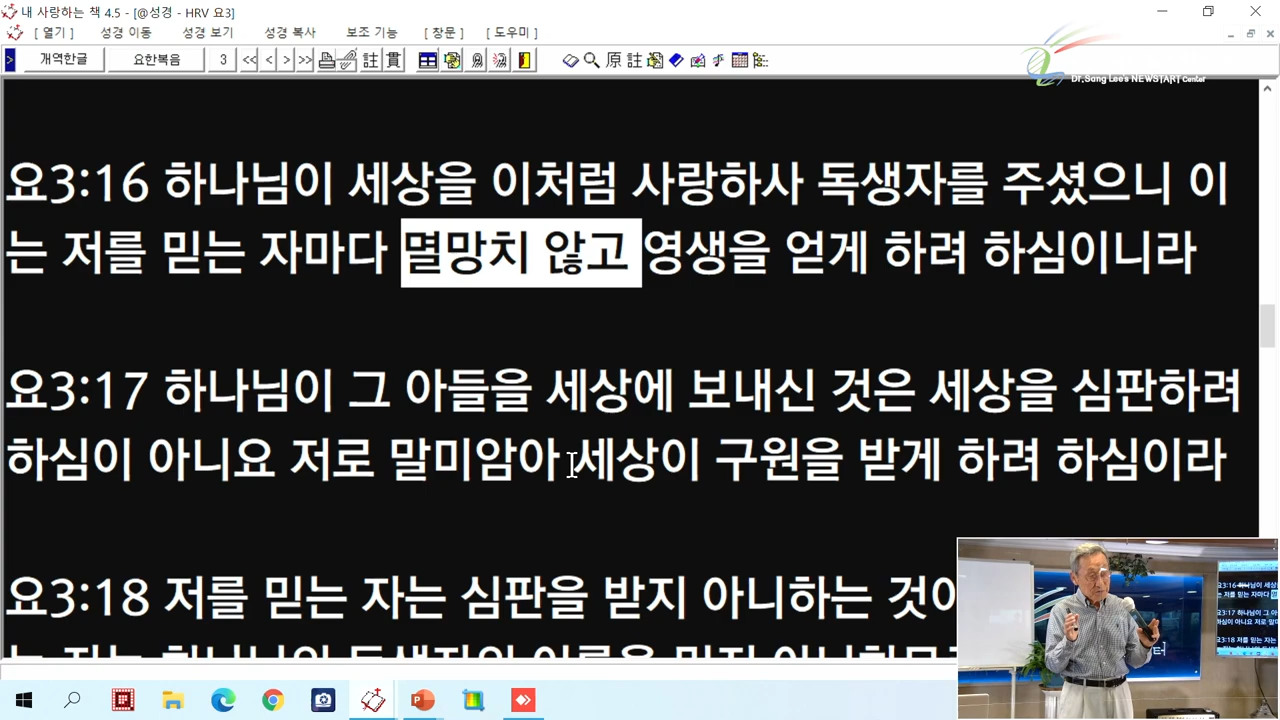 내 사랑하는 책 4.5 - [@성경 - HRV 요3]
[ 열기 ] 성경 이동 성경 보기 성경 복사 보조 기능 [ 창문 ] [ 도우미 ]
> 개역한글 요한복음 3 << < > >> 註 貫 原 註
Dr.Sang Lee's NEWSTART Center
요3:16 하나님이 세상을 이처럼 사랑하사 독생자를 주셨으니 이
는 저를 믿는 자마다 멸망치 않고 영생을 얻게 하려 하심이니라
요3:17 하나님이 그 아들을 세상에 보내신 것은 세상을 심판하려
하심이 아니요 저로 말미암아 세상이 구원을 받게 하려 하심이라
요3:18 저를 믿는 자는 심판을 받지 아니하는 것이